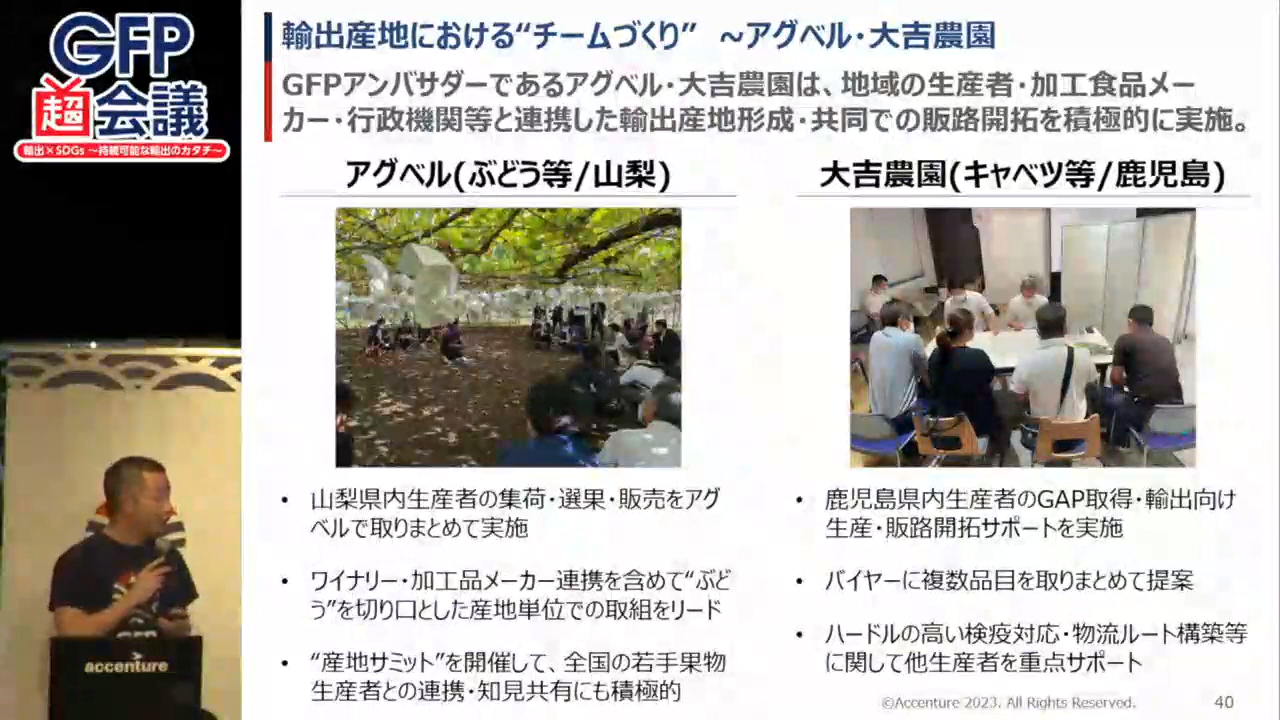 GFP
超会議
輸出×SDGs ～持続可能な輸出のカタチ～
輸出産地における“チームづくり” ~アグベル・大吉農園
GFPアンバサダーであるアグベル・大吉農園は、地域の生産者・加工食品メー
カー・行政機関等と連携した輸出産地形成・共同での販路開拓を積極的に実施。
アグベル(ぶどう等/山梨)
• 山梨県内生産者の集荷・選果・販売をアグ
ベルで取りまとめて実施
• ワイナリー・加工品メーカー連携を含めて“ぶど
う”を切り口とした産地単位での取組をリード
• “産地サミット”を開催して、全国の若手果物
生産者との連携・知見共有にも積極的
大吉農園(キャベツ等/鹿児島)
• 鹿児島県内生産者のGAP取得・輸出向け
生産・販路開拓サポートを実施
• バイヤーに複数品目を取りまとめて提案
• ハードルの高い検疫対応・物流ルート構築等
に関して他生産者を重点サポート
©Accenture 2023. All Rights Reserved.
40
GFP
accenture